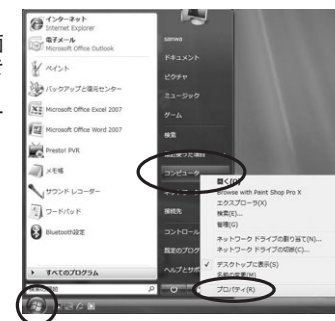 インターネット
Internet Explorer
電子メール
Microsoft Office Outlook
ペイント
バックアップと復元センター
Microsoft Office Excel 2007
Microsoft Office Word 2007
Presto! PVR
メモ帳
サウンド レコーダー
ワードパッド
Bluetooth設定
すべてのプログラム
sanwa
ドキュメント
ピクチャ
ミュージック
ゲーム
検索
最近使った項目
コンピュータ
接続先
コントロール
既定のプログ
ヘルプとサポ
開く(O)
Browse with Paint Shop Pro X
エクスプローラ(X)
検索(E)...
管理(G)
ネットワーク ドライブの割り当て(N)...
ネットワーク ドライブの切断(C)...
デスクトップに表示(S)
名前の変更(M)
プロパティ(R)